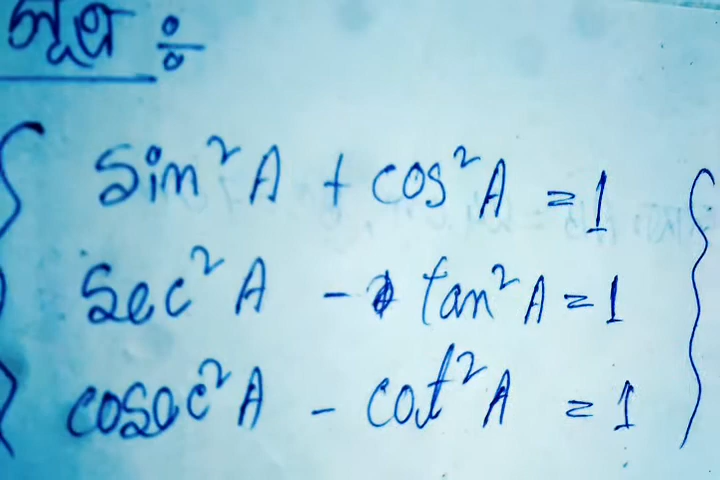 সূত্র ÷
sin²A + cos²A = 1
sec²A - tan²A = 1
cosec²A - cot²A = 1